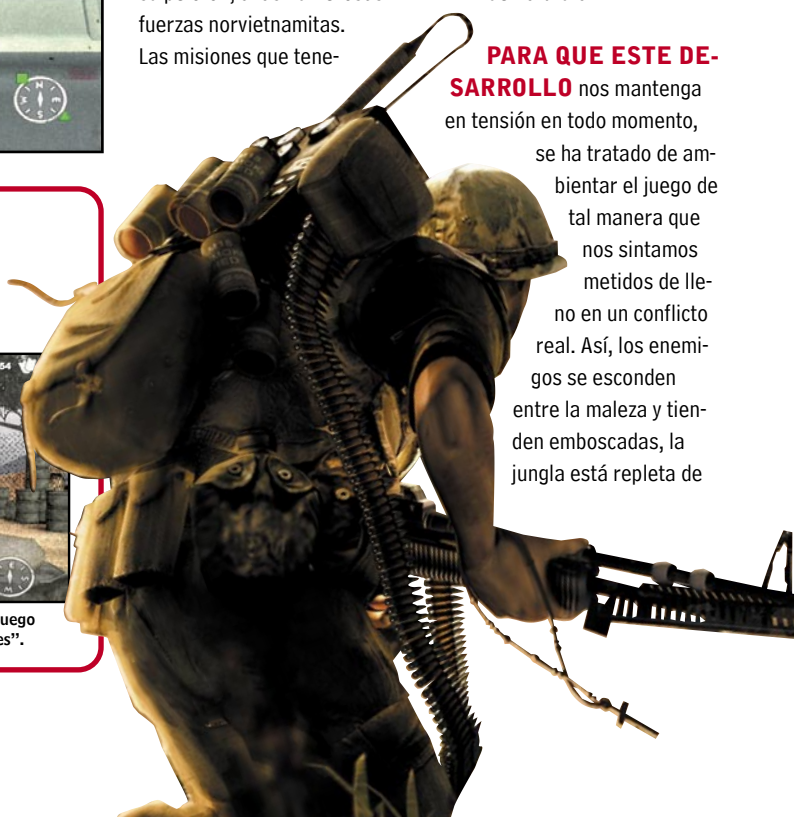 fuerzas norvietnamitas.
Las misiones que tene-
PARA QUE ESTE DE-
SARROLLO nos mantenga
en tensión en todo momento,
se ha tratado de am-
bientar el juego de
tal manera que
nos sintamos
metidos de lle-
no en un conflicto
real. Así, los enemi-
gos se esconden
entre la maleza y tien-
den emboscadas, la
jungla está repleta de
54
uego
es”.